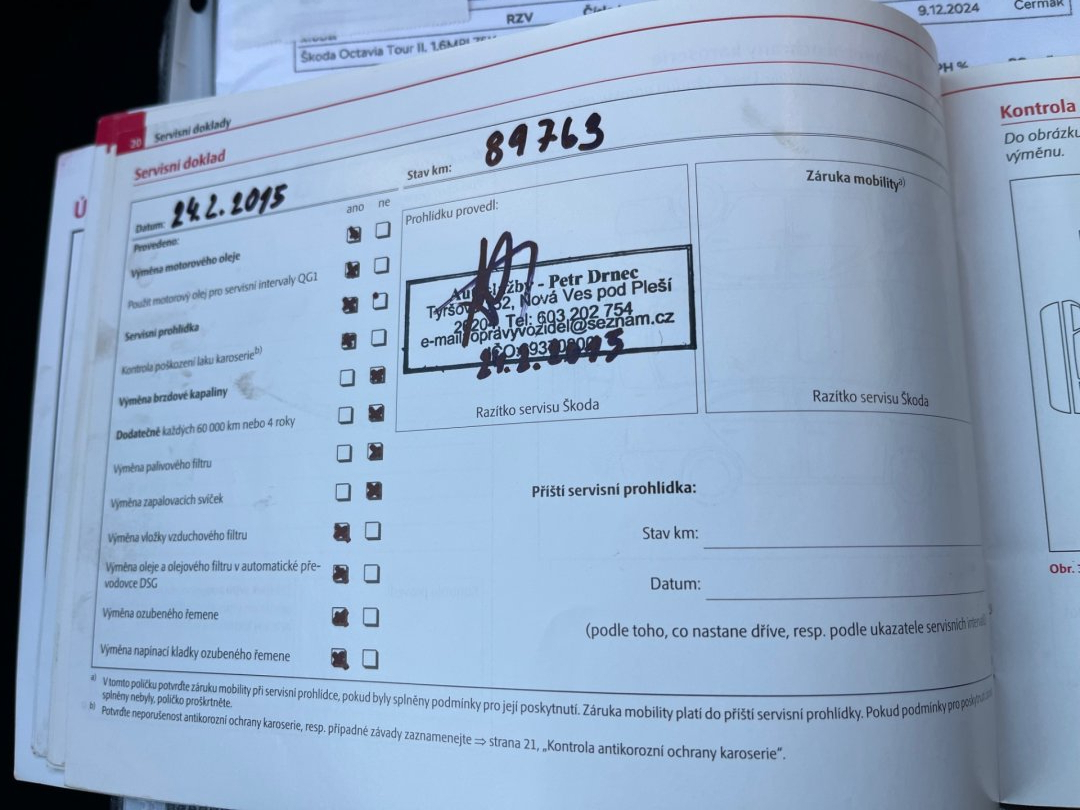 RZV
9.12.2024
Čermák
Škoda Octavia Tour II. 1,6MPI
PH %
20 Servisní doklady
Servisní doklad
Datum: 24.2.2015
Stav km: 89763
Provedeno:
ano ne
Výměna motorového oleje
Použit motorový olej pro servisní intervaly QG1
Servisní prohlídka
Kontrola poškození laku karoserie b)
Výměna brzdové kapaliny
Dodatečně každých 60 000 km nebo 4 roky
Výměna palivového filtru
Výměna zapalovacích svíček
Výměna vložky vzduchového filtru
Výměna oleje a olejového filtru v automatické pře-
vodovce DSG
Výměna ozubeného řemene
Výměna napínací kladky ozubeného řemene
Prohlídku provedl:
- Petr Drnec
Nová Ves pod Pleší
Tel: 603 202 754
e-mail: opravyvozidel@seznam.cz
24.2.2015
Razítko servisu Škoda
Záruka mobility a)
Razítko servisu Škoda
Příští servisní prohlídka:
Stav km:
Datum:
(podle toho, co nastane dříve, resp. podle ukazatele servisních
a) V tomto políčku potvrďte záruku mobility při servisní prohlídce, pokud byly splněny podmínky pro její poskytnutí. Záruka mobility platí do příští servisní prohlídky. Pokud podmínky pro
splněny nebyly, políčko proškrtněte.
b) Potvrďte neporušenost antikorozní ochrany karoserie, resp. případné závady zaznamenejte ⇒ strana 21, „Kontrola antikorozní ochrany karoserie“.
Kontrola
Do obrázku
výměnu.
Obr.